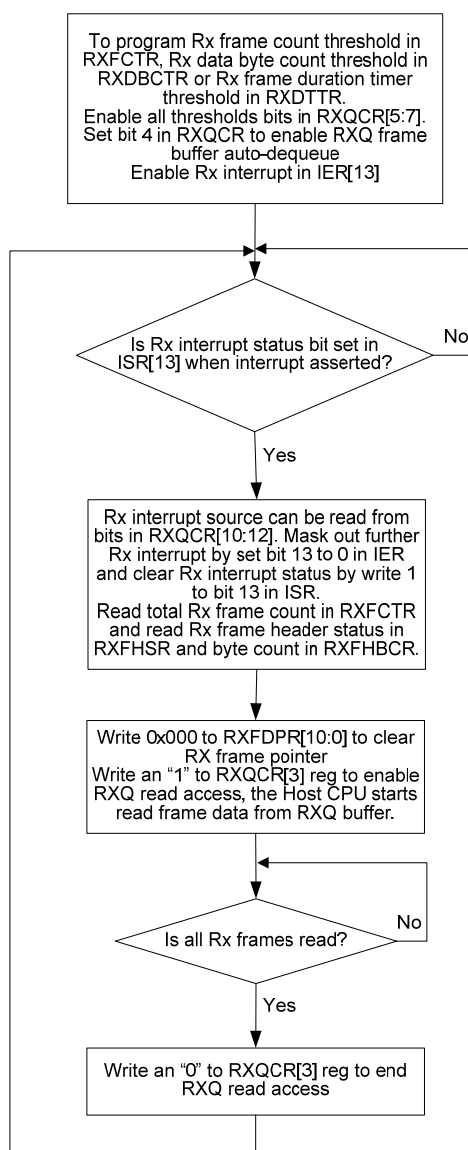 To program Rx frame count threshold in
RXFCTR, Rx data byte count threshold in
RXDBCTR or Rx frame duration timer
threshold in RXDTTR.
Enable all thresholds bits in RXQCR[5:7].
Set bit 4 in RXQCR to enable RXQ frame
buffer auto-dequeue
Enable Rx interrupt in IER[13]
Is Rx interrupt status bit set in
ISR[13] when interrupt asserted?
No
Yes
Rx interrupt source can be read from
bits in RXQCR[10:12]. Mask out further
Rx interrupt by set bit 13 to 0 in IER
and clear Rx interrupt status by write 1
to bit 13 in ISR.
Read total Rx frame count in RXFCTR
and read Rx frame header status in
RXFHSR and byte count in RXFHBCR.
Write 0x000 to RXFDPR[10:0] to clear
RX frame pointer
Write an “1” to RXQCR[3] reg to enable
RXQ read access, the Host CPU starts
read frame data from RXQ buffer.
Is all Rx frames read?
No
Yes
Write an “0” to RXQCR[3] reg to end
RXQ read access